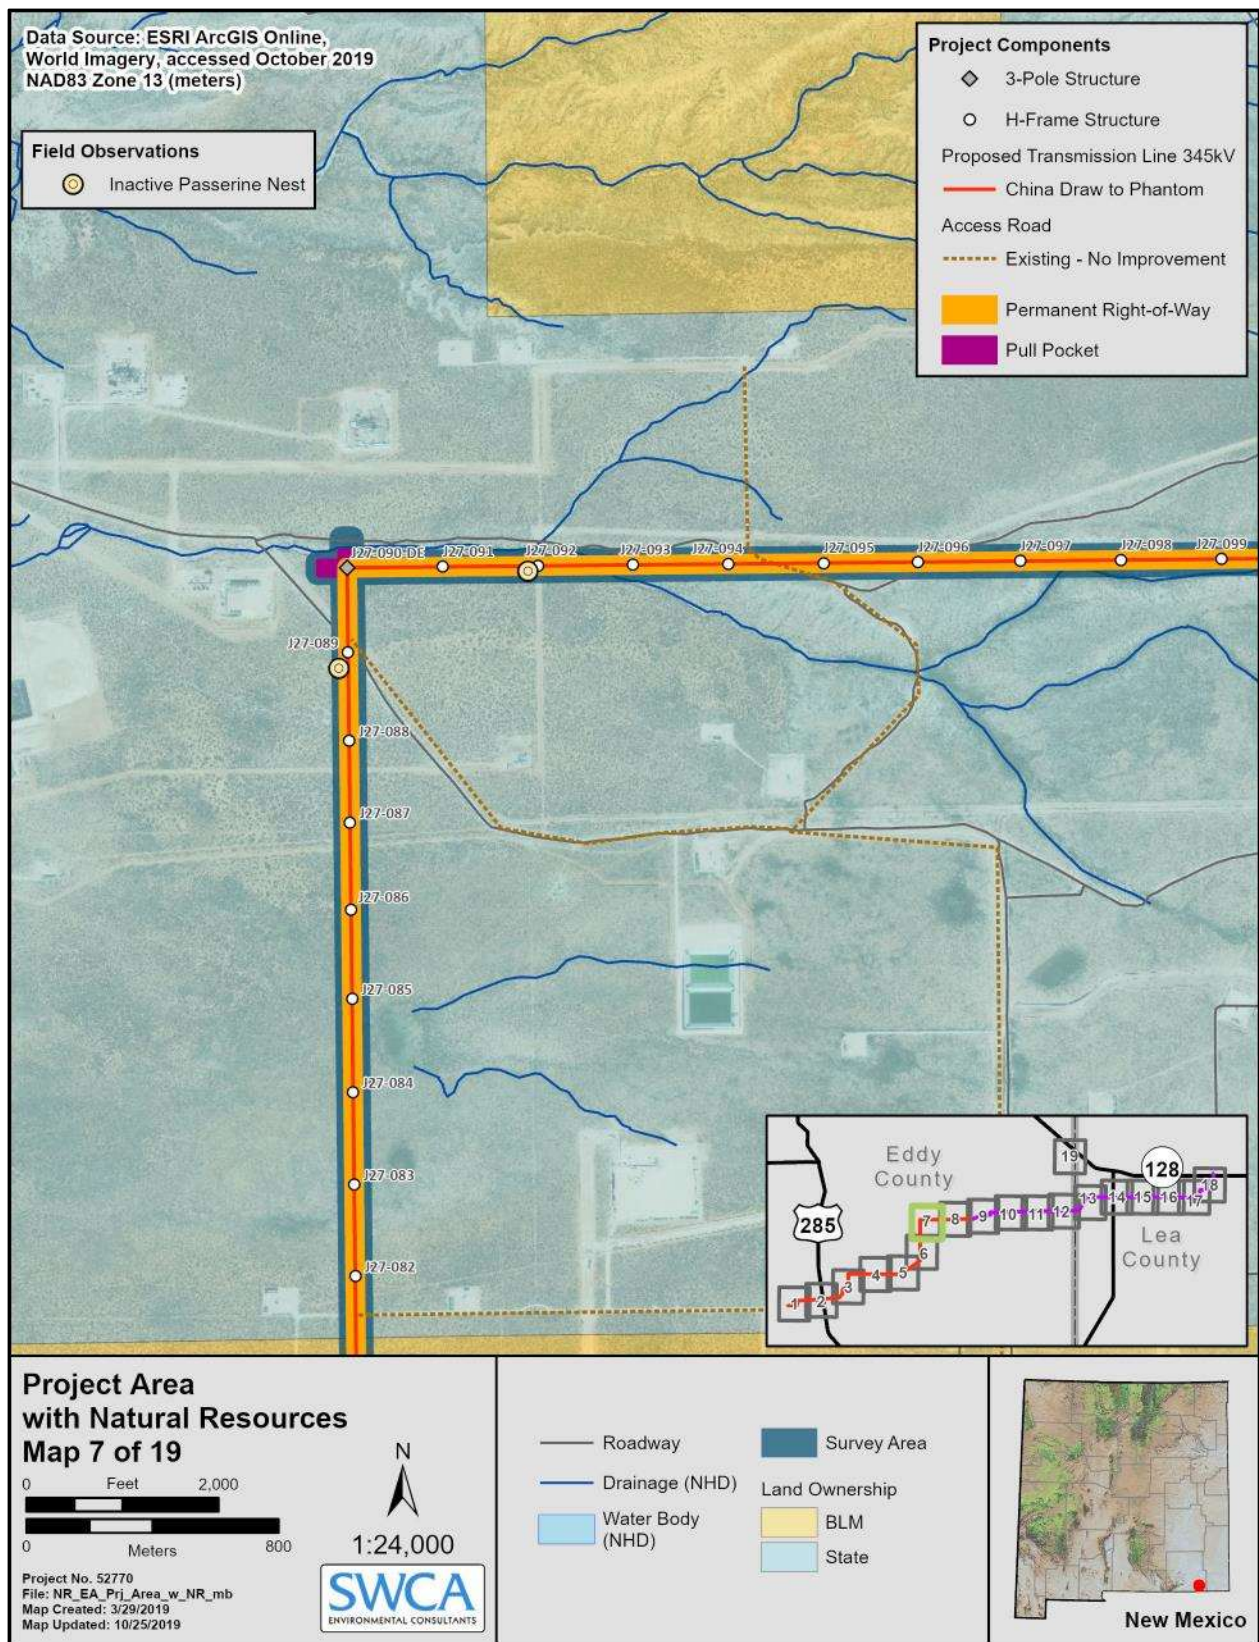 Data Source: ESRI ArcGIS Online,
World Imagery, accessed October 2019
NAD83 Zone 13 (meters)
Field Observations
Inactive Passerine Nest
Project Components
3-Pole Structure
H-Frame Structure
Proposed Transmission Line 345kV
China Draw to Phantom
Access Road
Existing - No Improvement
Permanent Right-of-Way
Pull Pocket
J27-090-DE
J27-091
J27-092
J27-093
J27-094
J27-095
J27-096
J27-097
J27-098
J27-099
J27-089
J27-088
J27-087
J27-086
J27-085
J27-084
J27-083
J27-082
Eddy
County
285
128
Lea
County
1
2
3
4
5
6
7
8
9
10
11
12
13
14
15
16
17
18
19
Project Area
with Natural Resources
Map 7 of 19
0 Feet 2,000
0 Meters 800
N
1:24,000
Project No. 52770
File: NR_EA_Prj_Area_w_NR_mb
Map Created: 3/29/2019
Map Updated: 10/25/2019
SWCA
ENVIRONMENTAL CONSULTANTS
Roadway
Drainage (NHD)
Water Body
(NHD)
Survey Area
Land Ownership
BLM
State
New Mexico